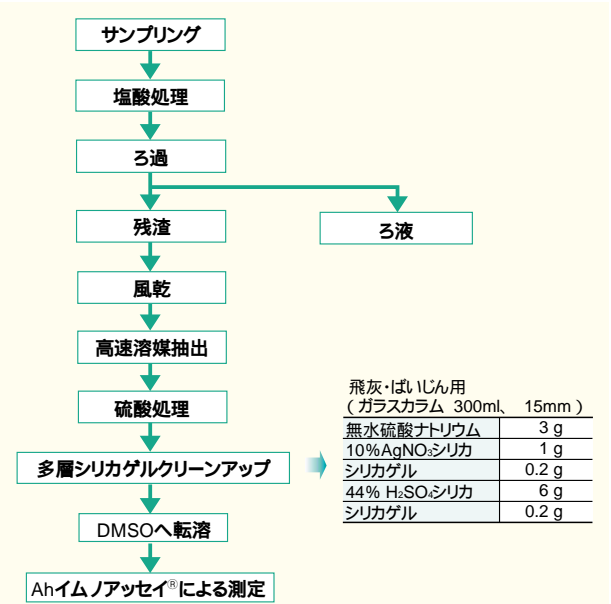 サンプリング
塩酸処理
ろ過
残渣
ろ液
風乾
高速溶媒抽出
硫酸処理
多層シリカゲルクリーンアップ
DMSOへ転溶
Ahイムノアッセイ®による測定
飛灰・ばいじん用
(ガラスカラム 300ml、 15mm)
無水硫酸ナトリウム 3 g
10%AgNO₃シリカ 1 g
シリカゲル 0.2 g
44% H₂SO₄シリカ 6 g
シリカゲル 0.2 g